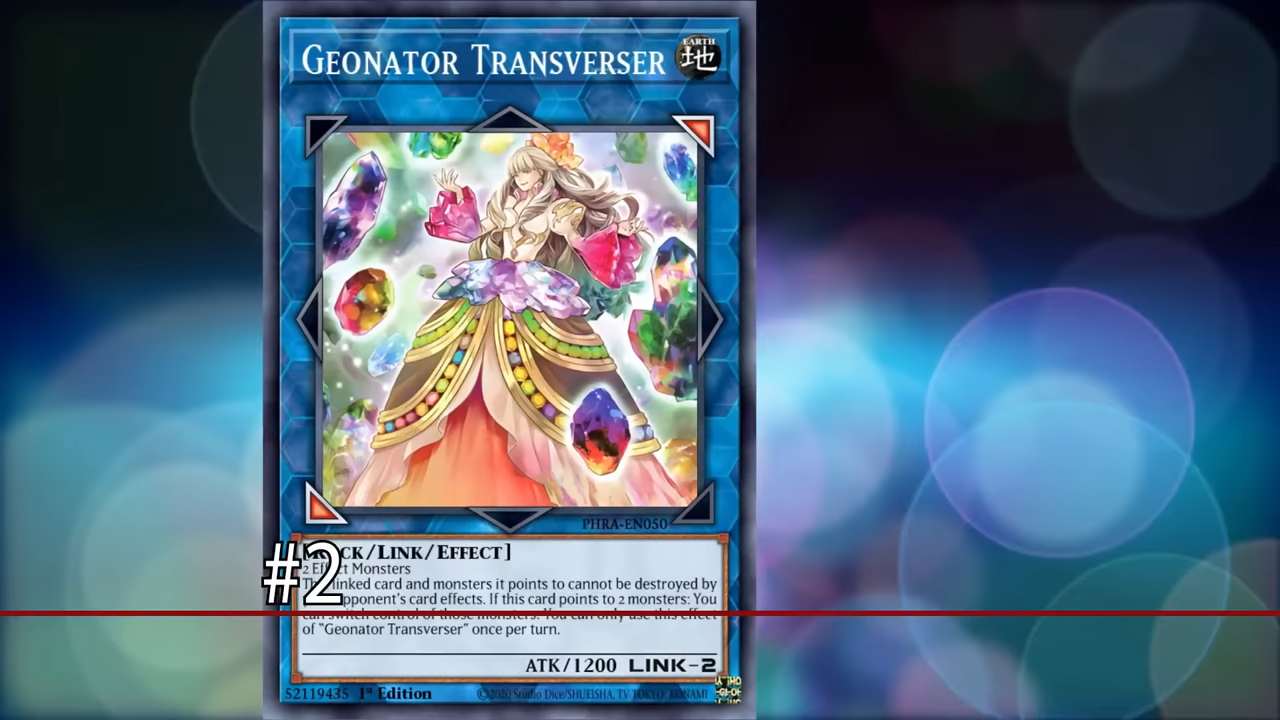 GEONATOR TRANSVERSER
EARTH
地
PHRA-EN050
/LINK/EFFECT]
2 Effect Monsters
linked card and monsters it points to cannot be destroyed by
opponent's card effects. If this card points to 2 monsters: You
can switch control of those monsters. You can only use this effect
of "Geonator Transverser" once per turn.
#2
ATK/1200 LINK-2
52119435 1st Edition
©2020 Studio Dice/SHUEISHA, TV TOKYO, KONAMI